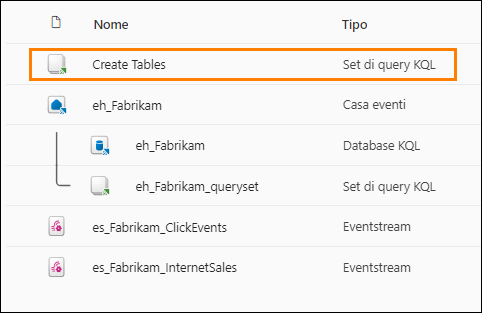 Nome Tipo
Create Tables Set di query KQL
eh_Fabrikam Casa eventi
eh_Fabrikam Database KQL
eh_Fabrikam_queryset Set di query KQL
es_Fabrikam_ClickEvents Eventstream
es_Fabrikam_InternetSales Eventstream